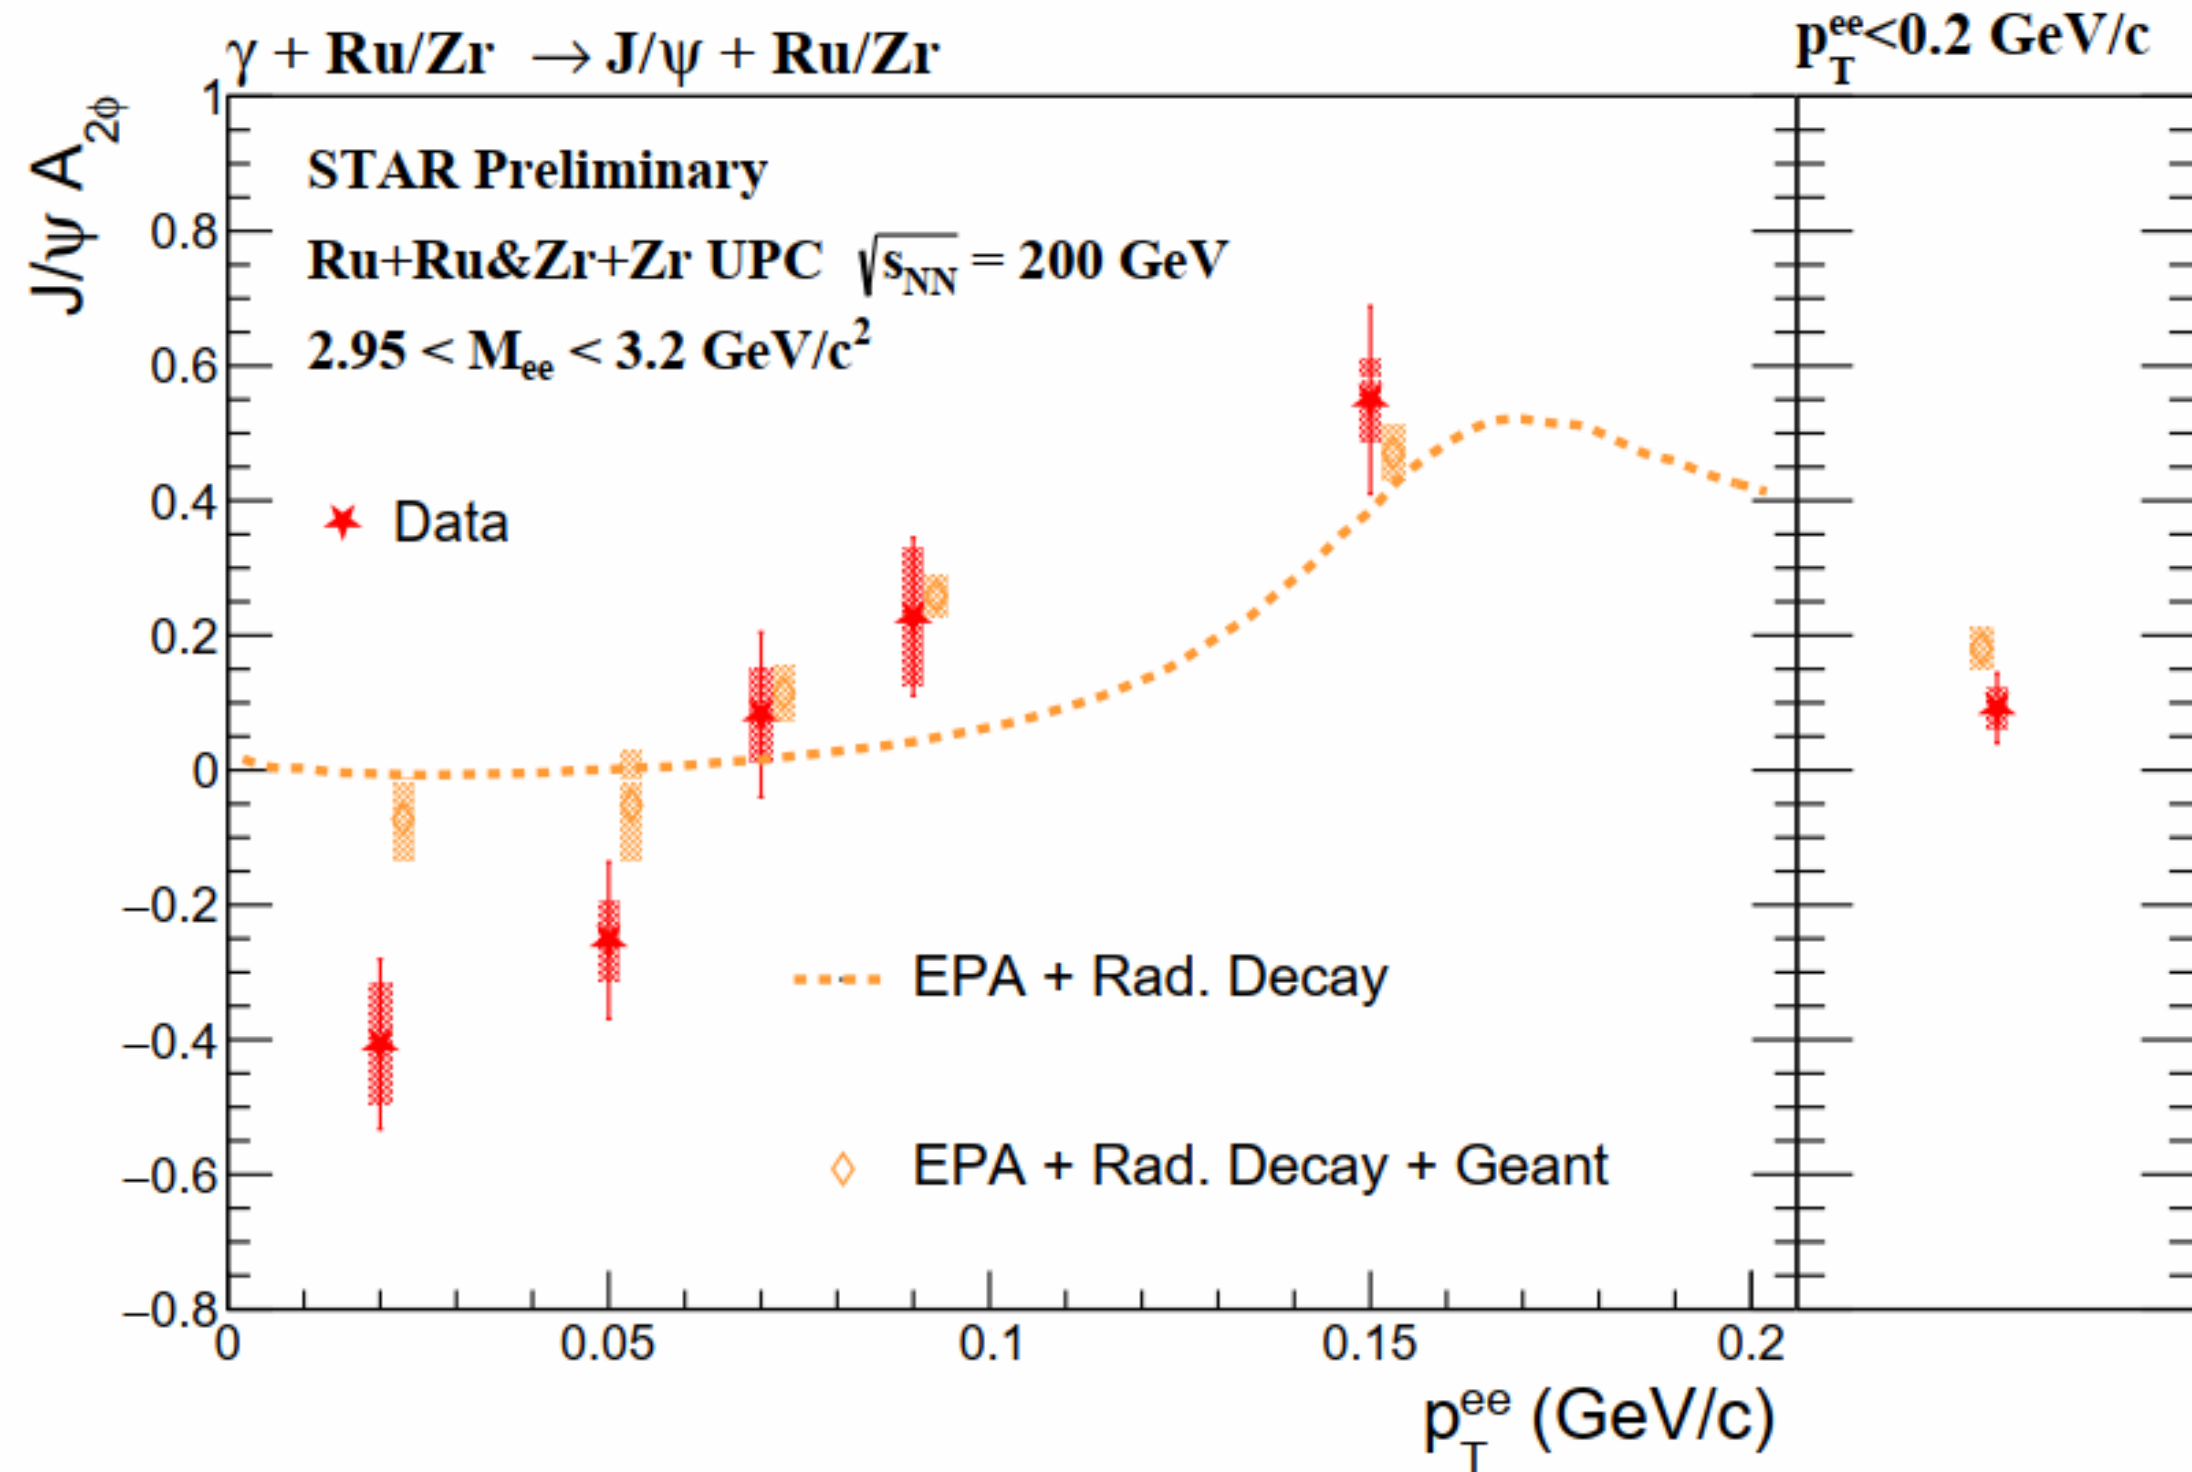 γ + Ru/Zr → J/ψ + Ru/Zr
p_T^ee<0.2 GeV/c
J/ψ A_2ϕ
STAR Preliminary
Ru+Ru&Zr+Zr UPC √s_NN = 200 GeV
2.95 < M_ee < 3.2 GeV/c²
Data
EPA + Rad. Decay
EPA + Rad. Decay + Geant
1
0.8
0.6
0.4
0.2
0
−0.2
−0.4
−0.6
−0.8
0 0.05 0.1 0.15 0.2
p_T^ee (GeV/c)